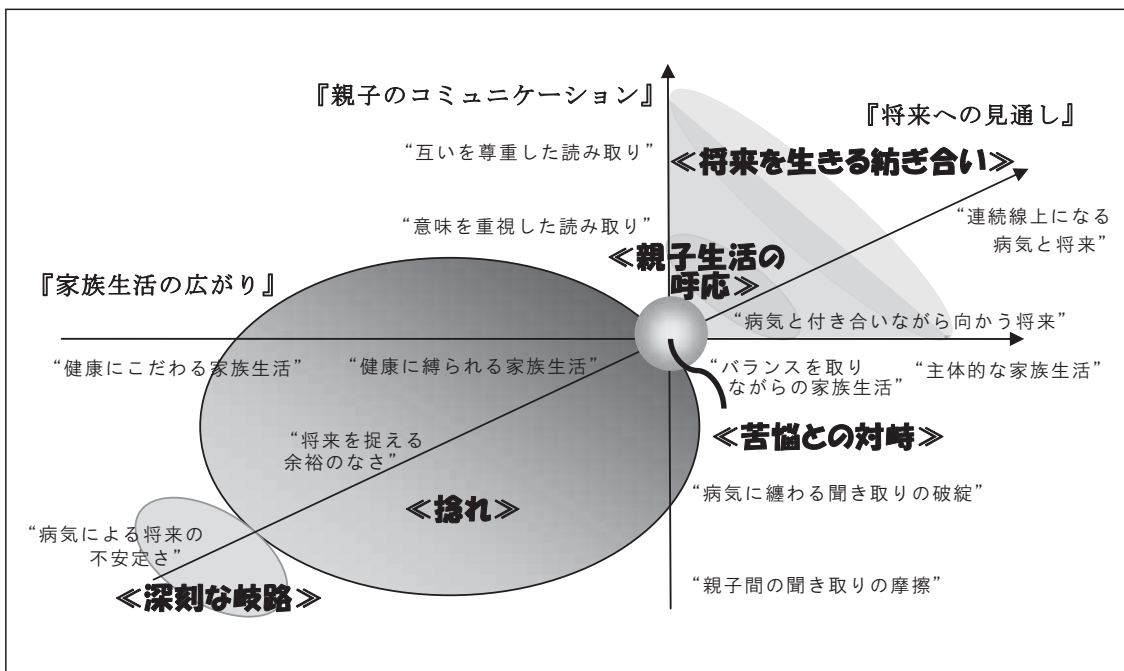 『親子のコミュニケーション』
『将来への見通し』
“互いを尊重した読み取り”
≪将来を生きる紡ぎ合い≫
“意味を重視した読み取り”
“連続線上になる
病気と将来”
≪親子生活の
呼応≫
『家族生活の広がり』
“病気と付き合いながら向かう将来”
“健康にこだわる家族生活”
“健康に縛られる家族生活”
“バランスを取り
ながらの家族生活”
“主体的な家族生活”
≪苦悩との対峙≫
“将来を捉える
余裕のなさ”
“病気に纏わる聞き取りの破綻”
≪捻れ≫
“病気による将来の
不安定さ”
≪深刻な岐路≫
“親子間の聞き取りの摩擦”